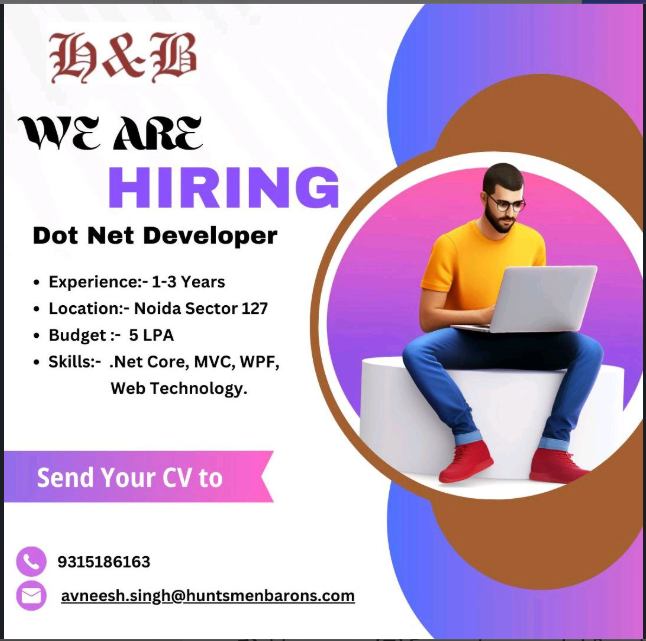 H&B
WE ARE
HIRING
Dot Net Developer
• Experience:- 1-3 Years
• Location:- Noida Sector 127
• Budget :- 5 LPA
• Skills:- .Net Core, MVC, WPF,
Web Technology.
Send Your CV to
9315186163
avneesh.singh@huntsmenbarons.com